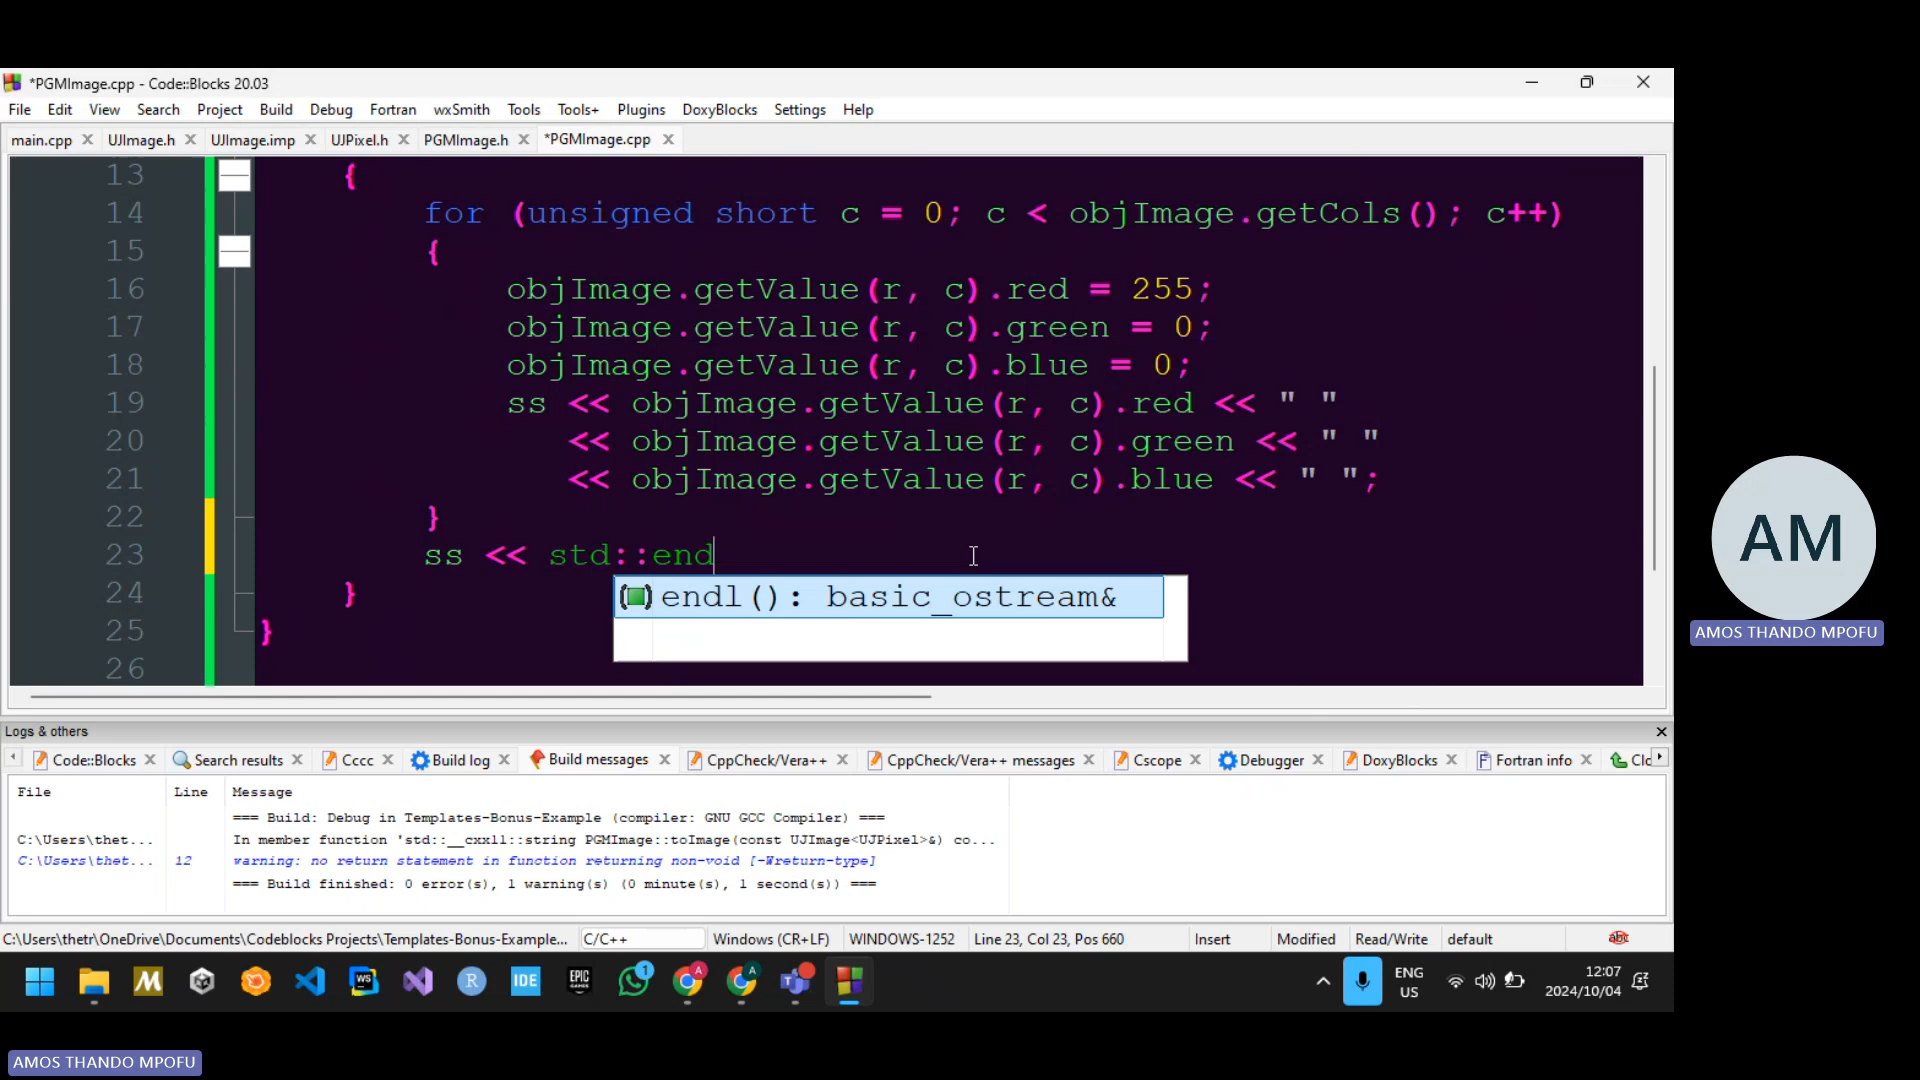 *PGMImage.cpp - Code::Blocks 20.03
File Edit View Search Project Build Debug Fortran wxSmith Tools Tools+ Plugins DoxyBlocks Settings Help
main.cpp UJImage.h UJImage.imp UJPixel.h PGMImage.h *PGMImage.cpp
13 {
14 for (unsigned short c = 0; c < objImage.getCols(); c++)
15 {
16 objImage.getValue(r, c).red = 255;
17 objImage.getValue(r, c).green = 0;
18 objImage.getValue(r, c).blue = 0;
19 ss << objImage.getValue(r, c).red << " "
20 << objImage.getValue(r, c).green << " "
21 << objImage.getValue(r, c).blue << " ";
22 }
23 ss << std::end
endl(): basic_ostream&
24 }
25 }
26
AM
AMOS THANDO MPOFU
Logs & others
Code::Blocks Search results Cccc Build log Build messages CppCheck/Vera++ CppCheck/Vera++ messages Cscope Debugger DoxyBlocks Fortran info Clo
File Line Message
=== Build: Debug in Templates-Bonus-Example (compiler: GNU GCC Compiler) ===
C:\Users\thet... In member function 'std::__cxx11::string PGMImage::toImage(const UJImage<UJPixel>&) co...
C:\Users\thet... 12 warning: no return statement in function returning non-void [-Wreturn-type]
=== Build finished: 0 error(s), 1 warning(s) (0 minute(s), 1 second(s)) ===
C:\Users\thetr\OneDrive\Documents\Codeblocks Projects\Templates-Bonus-Example... C/C++ Windows (CR+LF) WINDOWS-1252 Line 23, Col 23, Pos 660 Insert Modified Read/Write default abc
M WS R IDE EPIC GAMES 1 A A T ENG US 12:07
2024/10/04
AMOS THANDO MPOFU